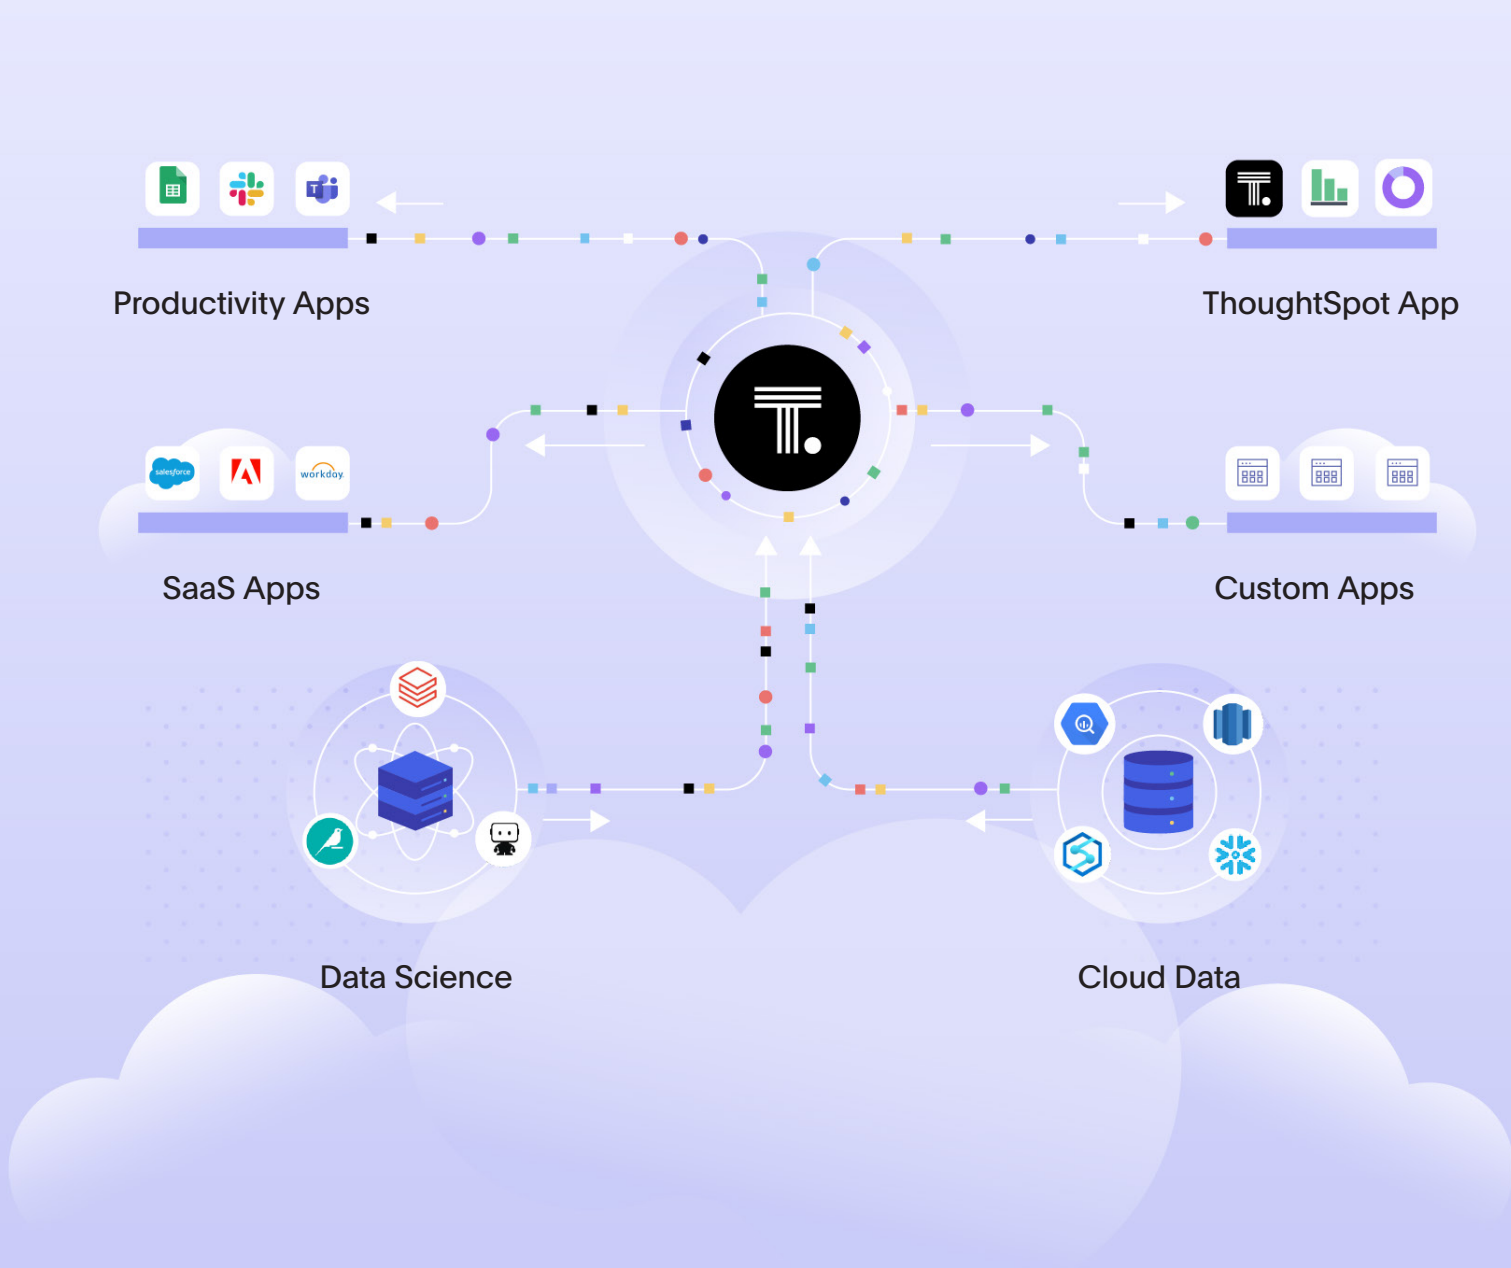 Productivity Apps
ThoughtSpot App
salesforce
workday.
SaaS Apps
Custom Apps
Data Science
Cloud Data